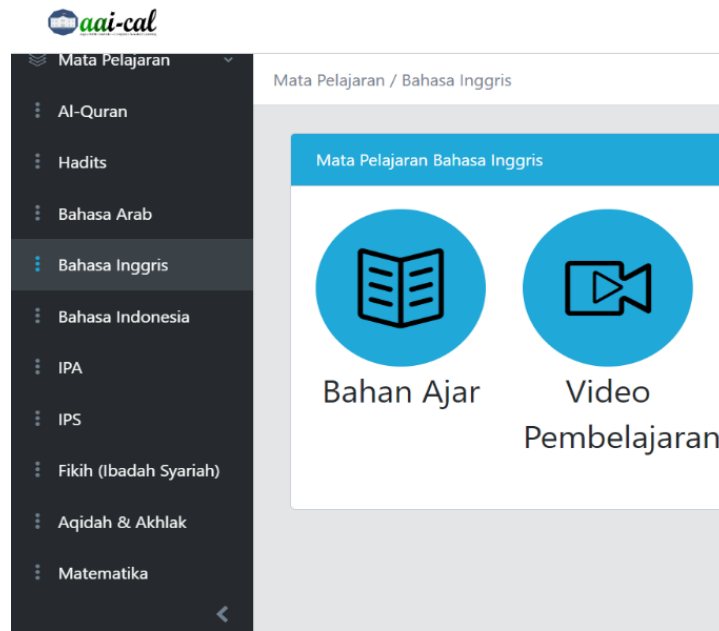 aai-cal
Mata Pelajaran
Mata Pelajaran / Bahasa Inggris
Al-Quran
Hadits
Bahasa Arab
Bahasa Inggris
Bahasa Indonesia
IPA
IPS
Fikih (Ibadah Syariah)
Aqidah & Akhlak
Matematika
Mata Pelajaran Bahasa Inggris
Bahan Ajar
Video
Pembelajaran